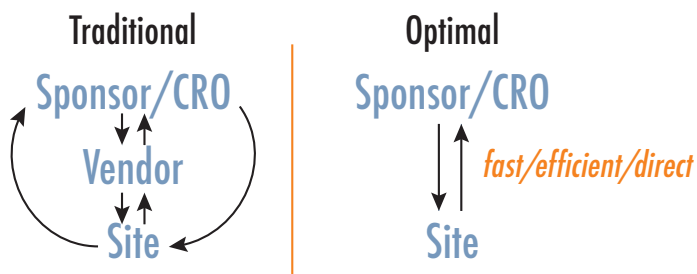 Traditional
Sponsor/CRO
Vendor
Site
Optimal
Sponsor/CRO
fast/efficient/direct
Site